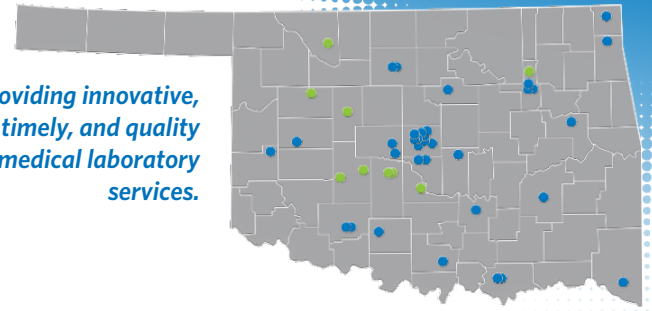 oviding innovative,
timely, and quality
medical laboratory
services.